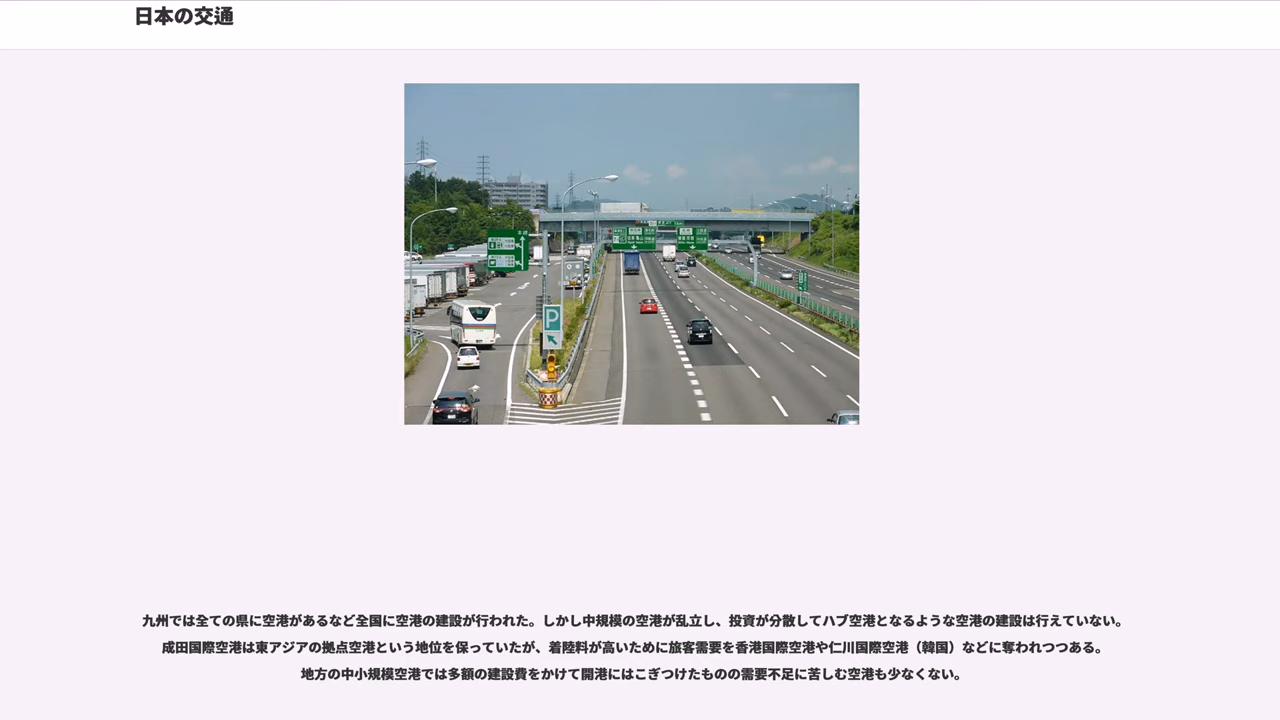 日本の交通
P
九州では全ての県に空港があるなど全国に空港の建設が行われた。しかし中規模の空港が乱立し、投資が分散してハブ空港となるような空港の建設は行えていない。
成田国際空港は東アジアの拠点空港という地位を保っていたが、着陸料が高いために旅客需要を香港国際空港や仁川国際空港（韓国）などに奪われつつある。
地方の中小規模空港では多額の建設費をかけて開港にはこぎつけたものの需要不足に苦しむ空港も少なくない。